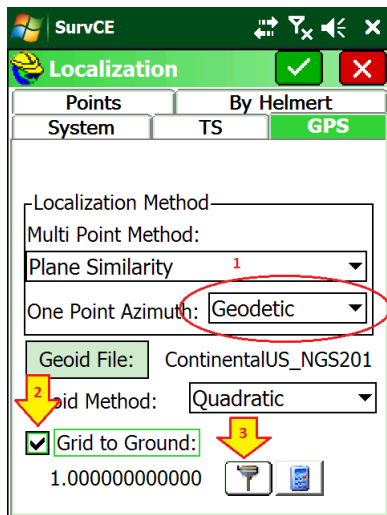 SurvCE
Localization
Points By Helmert
System TS GPS
Localization Method
Multi Point Method:
Plane Similarity 1
One Point Azimuth: Geodetic
Geoid File: ContinentalUS_NGS201
2
Method: Quadratic
3
Grid to Ground:
1.000000000000